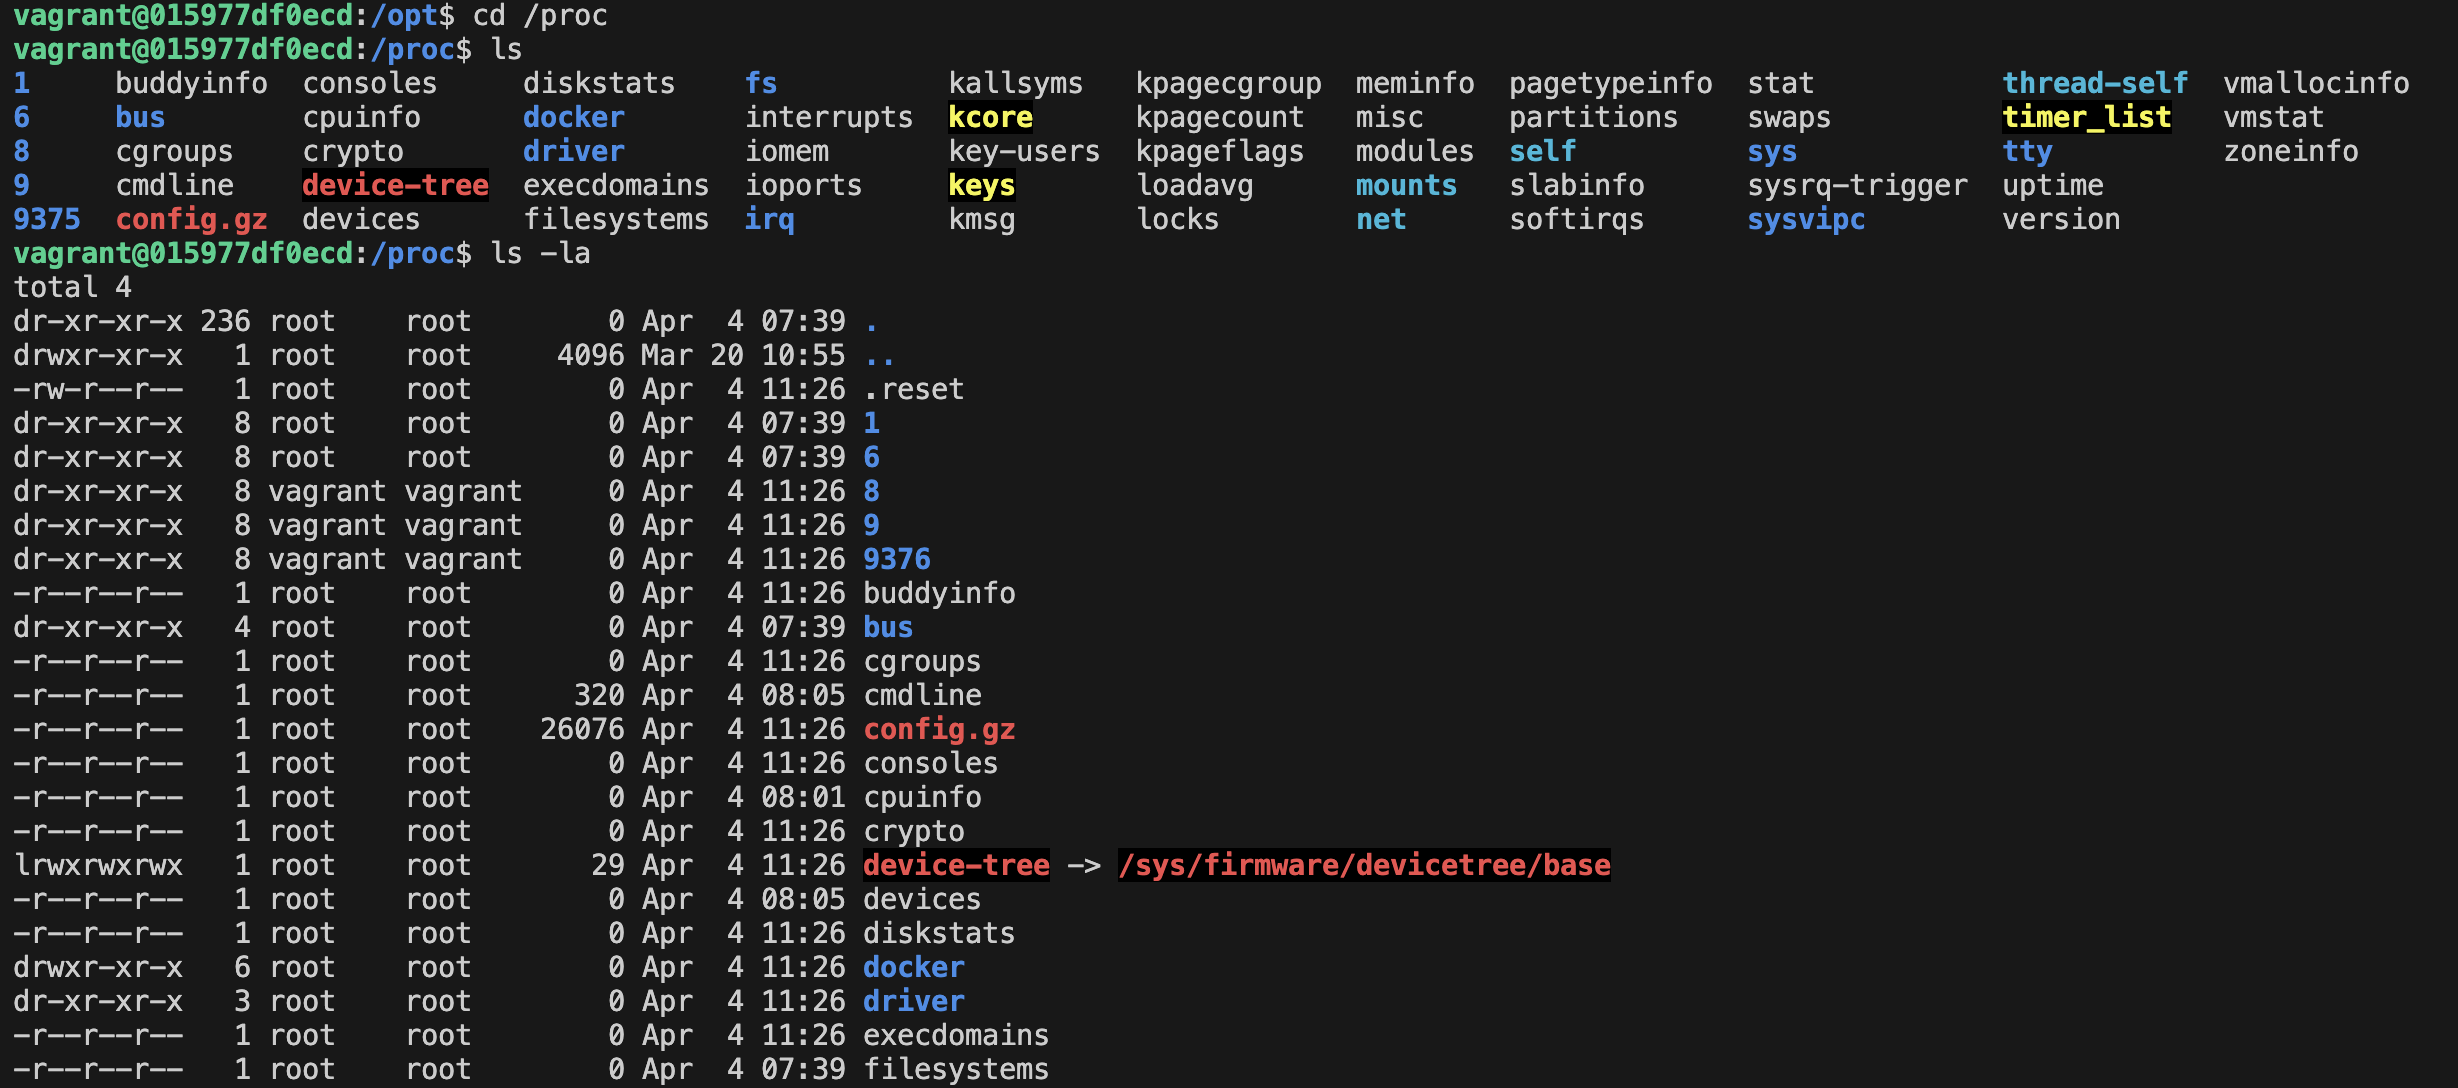 vagrant@015977df0ecd:/opt$ cd /proc
vagrant@015977df0ecd:/proc$ ls
1     buddyinfo  consoles     diskstats    fs          kallsyms   kpagecgroup  meminfo  pagetypeinfo  stat           thread-self  vmallocinfo
6     bus        cpuinfo      docker       interrupts  kcore      kpagecount   misc     partitions    swaps          timer_list   vmstat
8     cgroups    crypto       driver       iomem       key-users  kpageflags   modules  self          sys            tty          zoneinfo
9     cmdline    device-tree  execdomains  ioports     keys       loadavg      mounts   slabinfo      sysrq-trigger  uptime
9375  config.gz  devices      filesystems  irq         kmsg       locks        net      softirqs      sysvipc        version
vagrant@015977df0ecd:/proc$ ls -la
total 4
dr-xr-xr-x 236 root    root        0 Apr  4 07:39 .
drwxr-xr-x   1 root    root     4096 Mar 20 10:55 ..
-rw-r--r--   1 root    root        0 Apr  4 11:26 .reset
dr-xr-xr-x   8 root    root        0 Apr  4 07:39 1
dr-xr-xr-x   8 root    root        0 Apr  4 07:39 6
dr-xr-xr-x   8 vagrant vagrant     0 Apr  4 11:26 8
dr-xr-xr-x   8 vagrant vagrant     0 Apr  4 11:26 9
dr-xr-xr-x   8 vagrant vagrant     0 Apr  4 11:26 9376
-r--r--r--   1 root    root        0 Apr  4 11:26 buddyinfo
dr-xr-xr-x   4 root    root        0 Apr  4 07:39 bus
-r--r--r--   1 root    root        0 Apr  4 11:26 cgroups
-r--r--r--   1 root    root      320 Apr  4 08:05 cmdline
-r--r--r--   1 root    root    26076 Apr  4 11:26 config.gz
-r--r--r--   1 root    root        0 Apr  4 11:26 consoles
-r--r--r--   1 root    root        0 Apr  4 08:01 cpuinfo
-r--r--r--   1 root    root        0 Apr  4 11:26 crypto
lrwxrwxrwx   1 root    root       29 Apr  4 11:26 device-tree -> /sys/firmware/devicetree/base
-r--r--r--   1 root    root        0 Apr  4 08:05 devices
-r--r--r--   1 root    root        0 Apr  4 11:26 diskstats
drwxr-xr-x   6 root    root        0 Apr  4 11:26 docker
dr-xr-xr-x   3 root    root        0 Apr  4 11:26 driver
-r--r--r--   1 root    root        0 Apr  4 11:26 execdomains
-r--r--r--   1 root    root        0 Apr  4 07:39 filesystems